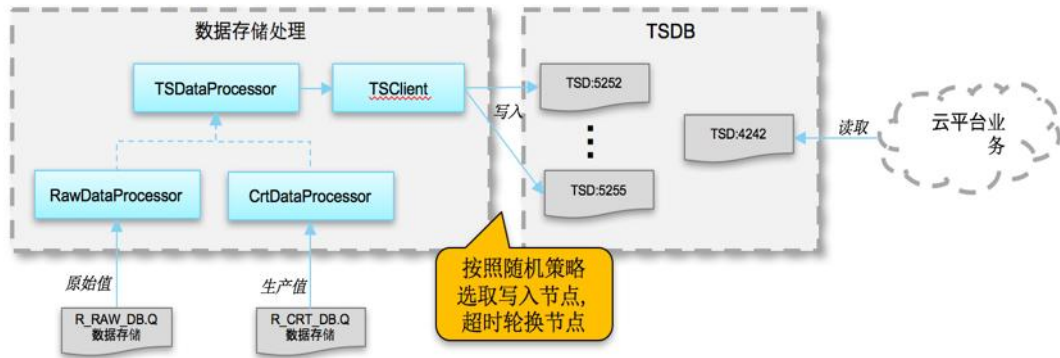 数据存储处理
TSDB
TSDataProcessor
TSClient
写入
TSD:5252
TSD:4242
读取
云平台业
务
RawDataProcessor
CrtDataProcessor
TSD:5255
原始值
生产值
按照随机策略
选取写入节点,
超时轮换节点
R_RAW_DB.Q
数据存储
R_CRT_DB.Q
数据存储